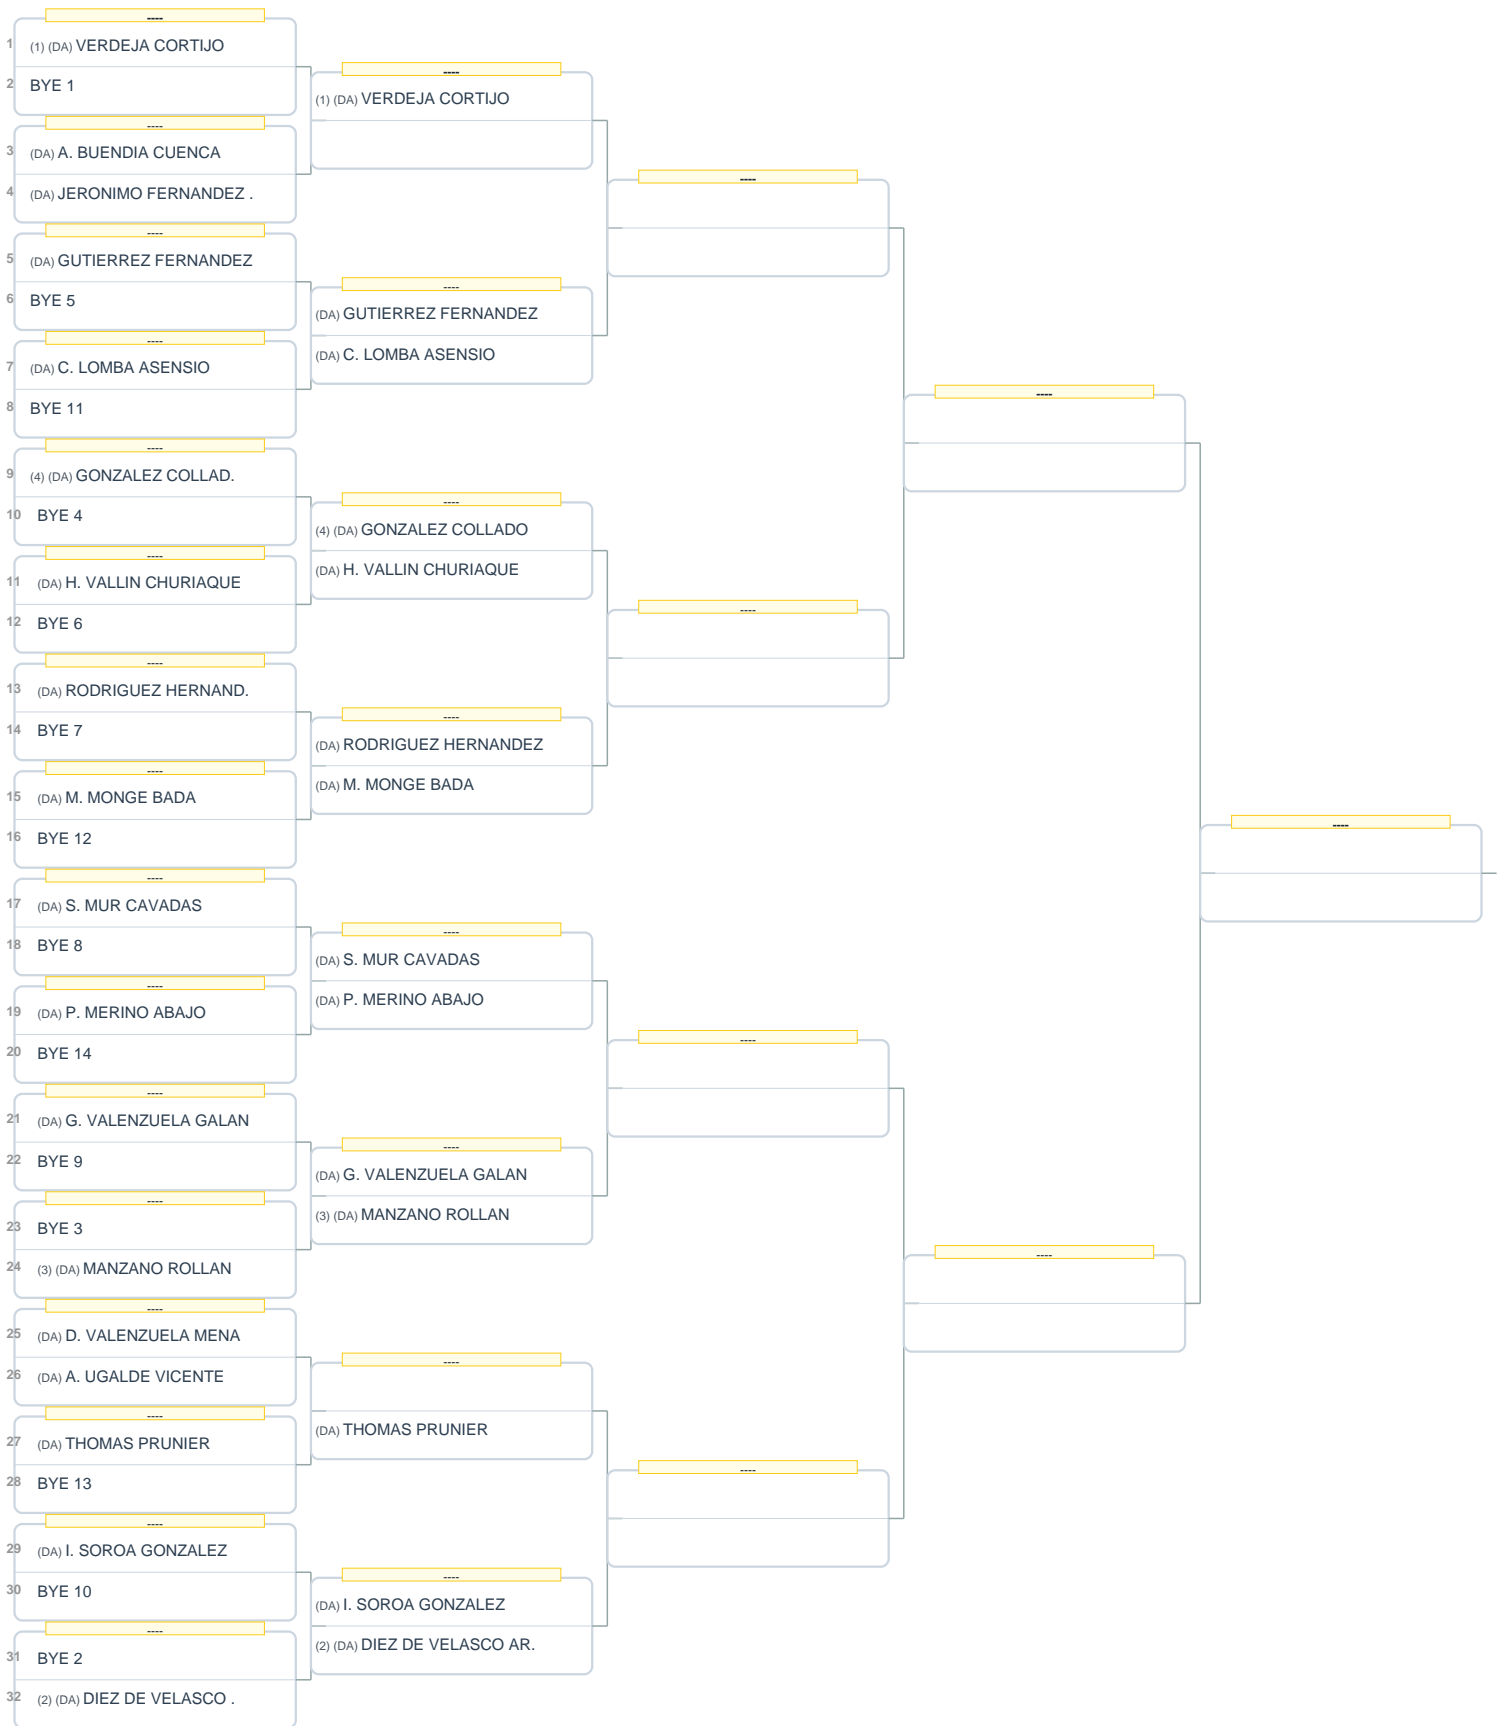 ----
1 (1) (DA) VERDEJA CORTIJO
2 BYE 1
----
3 (DA) A. BUENDIA CUENCA
4 (DA) JERONIMO FERNANDEZ .
----
5 (DA) GUTIERREZ FERNANDEZ
6 BYE 5
----
7 (DA) C. LOMBA ASENSIO
8 BYE 11
----
9 (4) (DA) GONZALEZ COLLAD.
10 BYE 4
----
11 (DA) H. VALLIN CHURIAQUE
12 BYE 6
----
13 (DA) RODRIGUEZ HERNAND.
14 BYE 7
----
15 (DA) M. MONGE BADA
16 BYE 12
----
17 (DA) S. MUR CAVADAS
18 BYE 8
----
19 (DA) P. MERINO ABAJO
20 BYE 14
----
21 (DA) G. VALENZUELA GALAN
22 BYE 9
----
23 BYE 3
24 (3) (DA) MANZANO ROLLAN
----
25 (DA) D. VALENZUELA MENA
26 (DA) A. UGALDE VICENTE
----
27 (DA) THOMAS PRUNIER
28 BYE 13
----
29 (DA) I. SOROA GONZALEZ
30 BYE 10
----
31 BYE 2
32 (2) (DA) DIEZ DE VELASCO .
----
(1) (DA) VERDEJA CORTIJO
----
(DA) GUTIERREZ FERNANDEZ
(DA) C. LOMBA ASENSIO
----
(4) (DA) GONZALEZ COLLADO
(DA) H. VALLIN CHURIAQUE
----
(DA) RODRIGUEZ HERNANDEZ
(DA) M. MONGE BADA
----
(DA) S. MUR CAVADAS
(DA) P. MERINO ABAJO
----
(DA) G. VALENZUELA GALAN
(3) (DA) MANZANO ROLLAN
----
(DA) THOMAS PRUNIER
----
(DA) I. SOROA GONZALEZ
(2) (DA) DIEZ DE VELASCO AR.
----
----
----
----
----
----
----